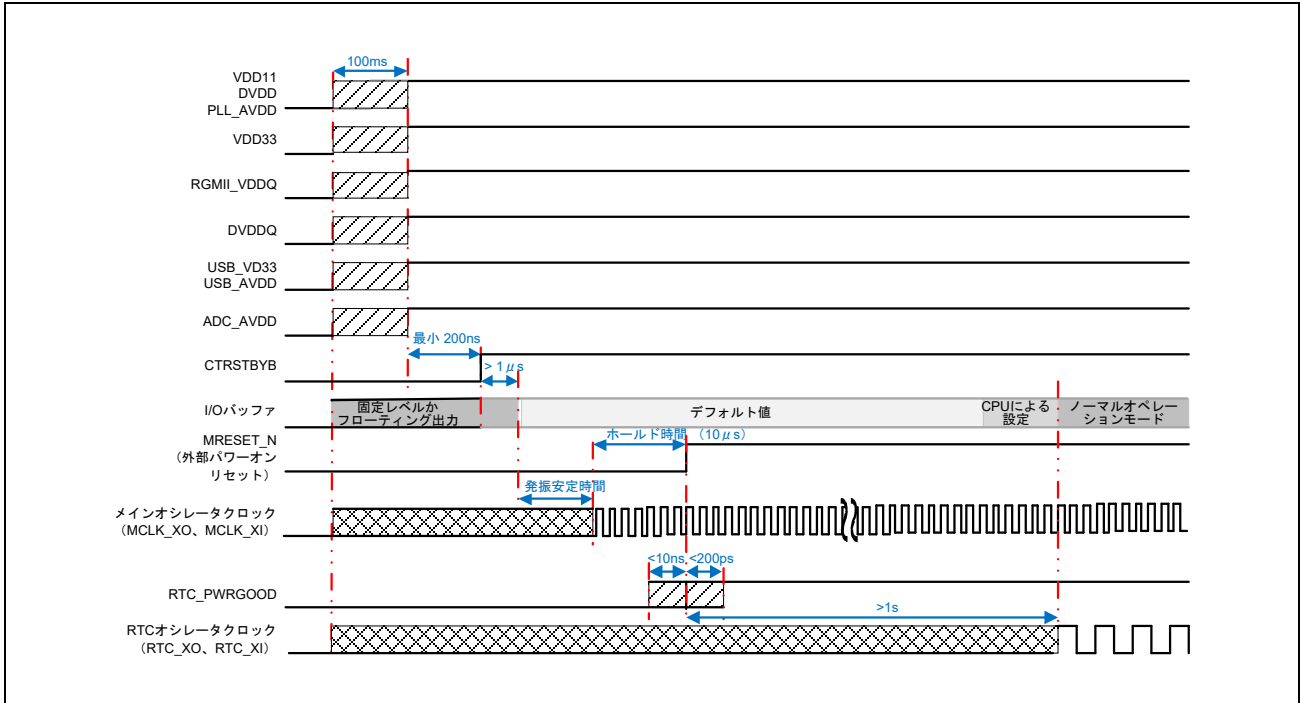 100ms
VDD11
DVDD
PLL_AVDD
VDD33
RGMII_VDDQ
DVDDQ
USB_VD33
USB_AVDD
ADC_AVDD
最小 200ns
CTRSTBYB
> 1μs
I/Oバッファ
固定レベルか
フローティング出力
デフォルト値
CPUによる
設定
ノーマルオペレー
ションモード
MRESET_N
（外部パワーオン
リセット）
ホールド時間 （10μs）
発振安定時間
メインオシレータクロック
（MCLK_XO、MCLK_XI）
<10ns
<200ps
RTC_PWRGOOD
>1s
RTCオシレータクロック
（RTC_XO、RTC_XI）